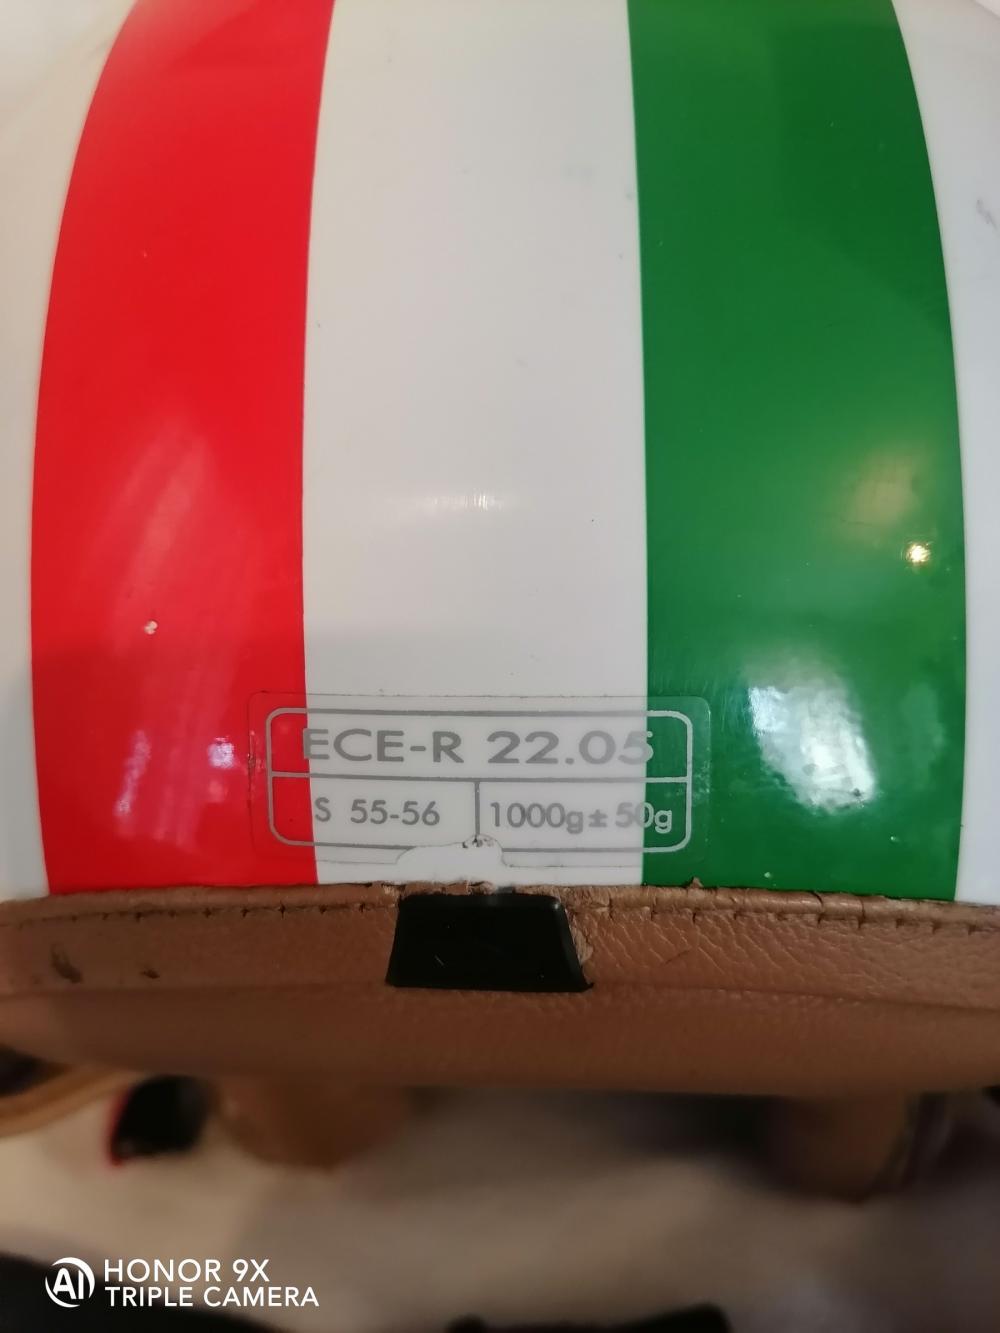 ECE-R 22.05
S 55-56 1000g±50g
HONOR 9X
TRIPLE CAMERA